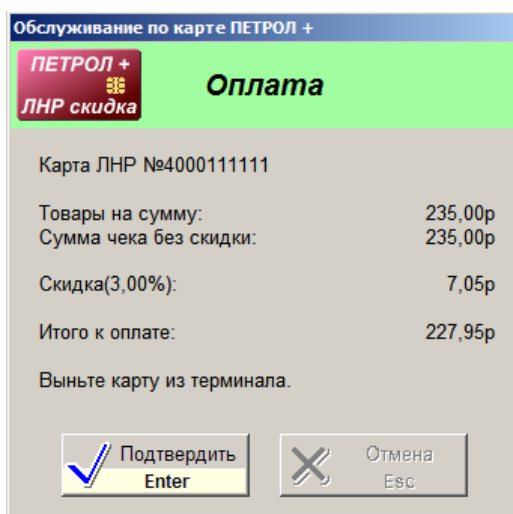 Обслуживание по карте ПЕТРОЛ +
ПЕТРОЛ +
ЛНР скидка
Оплата
Карта ЛНР №4000111111
Товары на сумму: 235,00р
Сумма чека без скидки: 235,00р
Скидка(3,00%): 7,05р
Итого к оплате: 227,95р
Выньте карту из терминала.
Подтвердить
Enter
Отмена
Esc